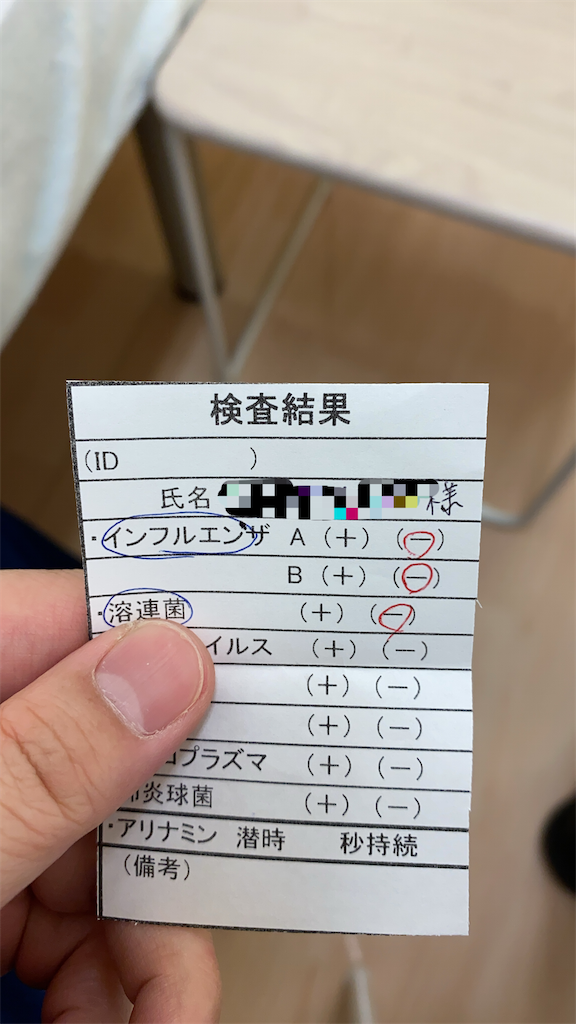 検査結果
(ID )
氏名 様
・インフルエンザ A (+) (−)
B (+) (−)
・溶連菌 (+) (−)
イルス (+) (−)
(+) (−)
(+) (−)
プラズマ (+) (−)
炎球菌 (+) (−)
・アリナミン 潜時 秒持続
(備考)